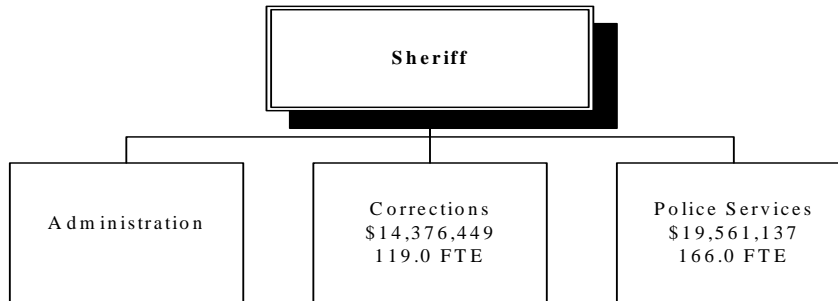 Sheriff
Administration
Corrections
$14,376,449
119.0 FTE
Police Services
$19,561,137
166.0 FTE